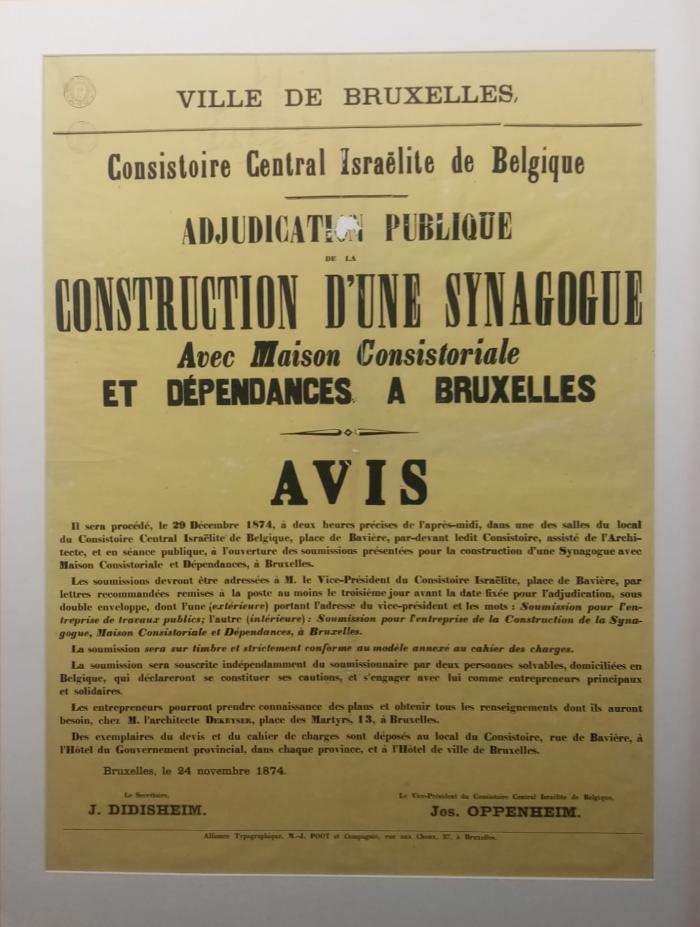 VILLE DE BRUXELLES,
Consistoire Central Israëlite de Belgique
ADJUDICATION PUBLIQUE
DE LA
CONSTRUCTION D'UNE SYNAGOGUE
Avec Maison Consistoriale
ET DÉPENDANCES A BRUXELLES
AVIS
Il sera procédé, le 29 Décembre 1874, à deux heures précises de l'après-midi, dans une des salles du local
du Consistoire Central Israëlite de Belgique, place de Bavière, par-devant ledit Consistoire, assisté de l'Archi-
tecte, et en séance publique, à l'ouverture des soumissions présentées pour la construction d'une Synagogue avec
Maison Consistoriale et Dépendances, à Bruxelles.
Les soumissions devront être adressées à M. le Vice-Président du Consistoire Israëlite, place de Bavière, par
lettres recommandées remises à la poste au moins le troisième jour avant la date fixée pour l'adjudication, sous
double enveloppe, dont l'une (extérieure) portant l'adresse du vice-président et les mots : Soumission pour l'en-
treprise de travaux publics; l'autre (intérieure) : Soumission pour l'entreprise de la Construction de la Syna-
gogue, Maison Consistoriale et Dépendances, à Bruxelles.
La soumission sera sur timbre et strictement conforme au modèle annexé au cahier des charges.
La soumission sera souscrite indépendamment du soumissionnaire par deux personnes solvables, domiciliées en
Belgique, qui déclareront se constituer ses cautions, et s'engager avec lui comme entrepreneurs principaux
et solidaires.
Les entrepreneurs pourront prendre connaissance des plans et obtenir tous les renseignements dont ils auront
besoin, chez M. l'architecte DEKEYSER, place des Martyrs, 13, à Bruxelles.
Des exemplaires du devis et du cahier de charges sont déposés au local du Consistoire, rue de Bavière, à
l'Hôtel du Gouvernement provincial, dans chaque province, et à l'Hôtel de ville de Bruxelles.
Bruxelles, le 24 novembre 1874.
Le Secrétaire,
J. DIDISHEIM.
Le Vice-Président du Consistoire Central Israëlite de Belgique,
Jos. OPPENHEIM.
Alliance Typographique, M.-J. POOT et Compagnie, rue aux Choux, 37, à Bruxelles.